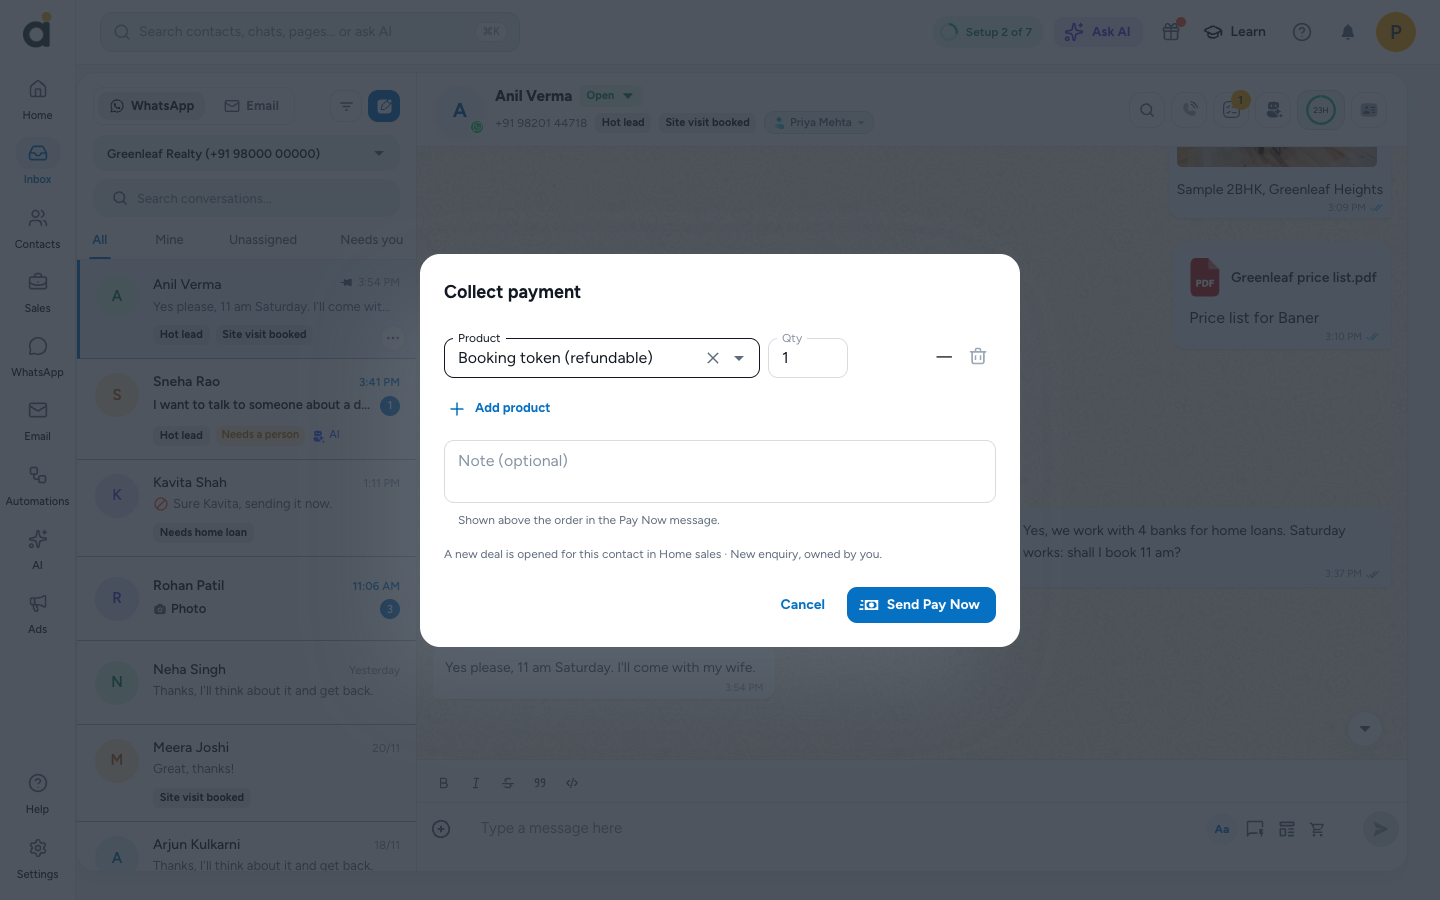 Search contacts, chats, pages... or ask AI
⌘K
Setup 2 of 7
Ask AI
Learn
P
Home
Inbox
Contacts
Sales
WhatsApp
Email
Automations
AI
Ads
Help
Settings
WhatsApp
Email
Greenleaf Realty (+91 98000 00000)
Search conversations...
All
Mine
Unassigned
Needs you
A
Anil Verma
3:54 PM
Yes please, 11 am Saturday. I'll come wit...
Hot lead
Site visit booked
S
Sneha Rao
3:41 PM
I want to talk to someone about a d...
1
Hot lead
Needs a person
AI
K
Kavita Shah
1:11 PM
Sure Kavita, sending it now.
Needs home loan
R
Rohan Patil
11:06 AM
Photo
3
N
Neha Singh
Yesterday
Thanks, I'll think about it and get back.
M
Meera Joshi
20/11
Great, thanks!
Site visit booked
A
Arjun Kulkarni
18/11
Thanks, I'll think about it and get back.
A
Anil Verma
Open
+91 98201 44718
Hot lead
Site visit booked
Priya Mehta
1
23H
Sample 2BHK, Greenleaf Heights
3:09 PM
PDF
Greenleaf price list.pdf
Price list for Baner
3:10 PM
Collect payment
Product
Booking token (refundable)
Qty
1
—
Add product
Note (optional)
Shown above the order in the Pay Now message.
A new deal is opened for this contact in Home sales · New enquiry, owned by you.
Cancel
Send Pay Now
Yes, we work with 4 banks for home loans. Saturday
works: shall I book 11 am?
3:37 PM
Yes please, 11 am Saturday. I'll come with my wife.
3:54 PM
B
I
S
Type a message here
Aa